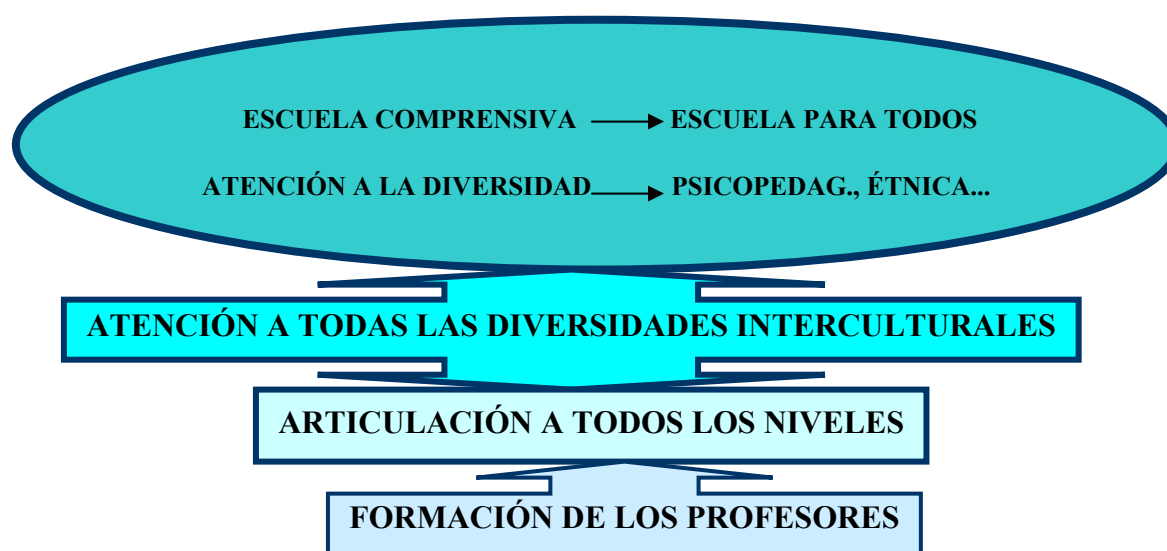 ESCUELA COMPRENSIVA ESCUELA PARA TODOS
ATENCIÓN A LA DIVERSIDAD PSICOPEDAG., ÉTNICA...
ATENCIÓN A TODAS LAS DIVERSIDADES INTERCULTURALES
ARTICULACIÓN A TODOS LOS NIVELES
FORMACIÓN DE LOS PROFESORES